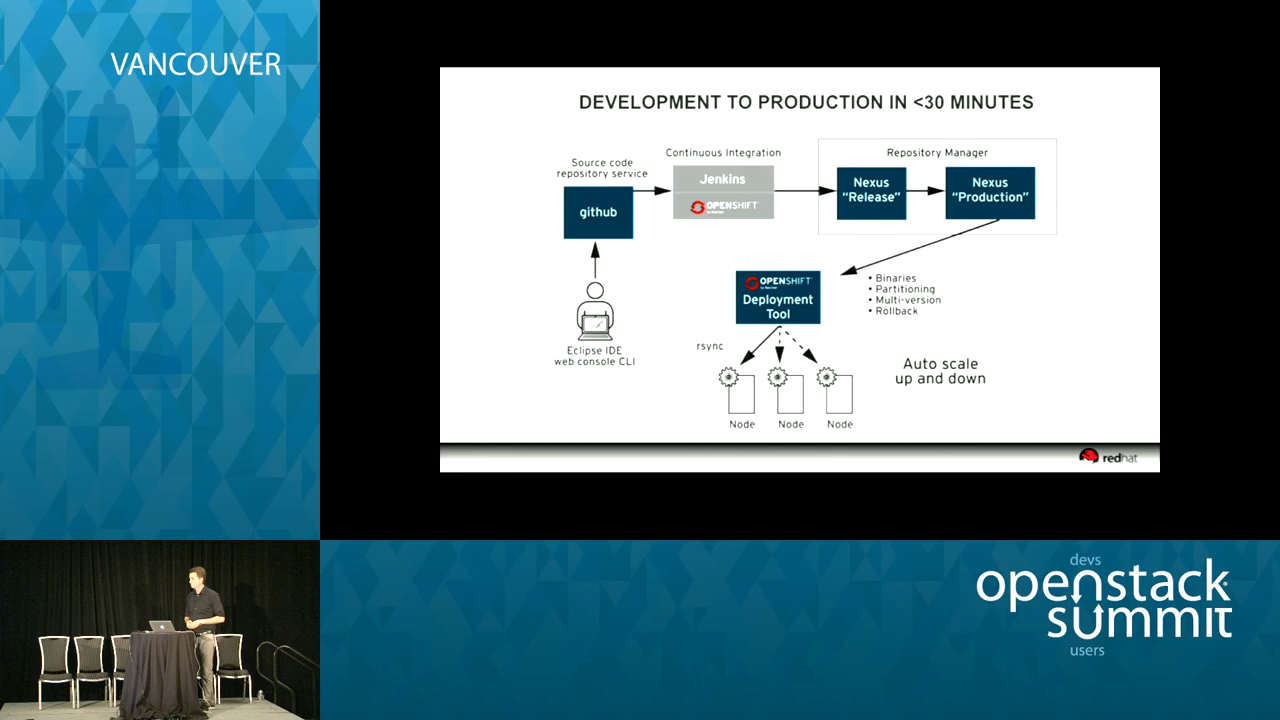 VANCOUVER
DEVELOPMENT TO PRODUCTION IN <30 MINUTES
Source code
repository service
github
Eclipse IDE
web console CLI
Continuous Integration
Jenkins
OPENSHIFT
Repository Manager
Nexus
"Release"
Nexus
"Production"
OPENSHIFT
Deployment
Tool
• Binaries
• Partitioning
• Multi-version
• Rollback
rsync
Node
Node
Node
Auto scale
up and down
redhat
devs
openstack
summit
users